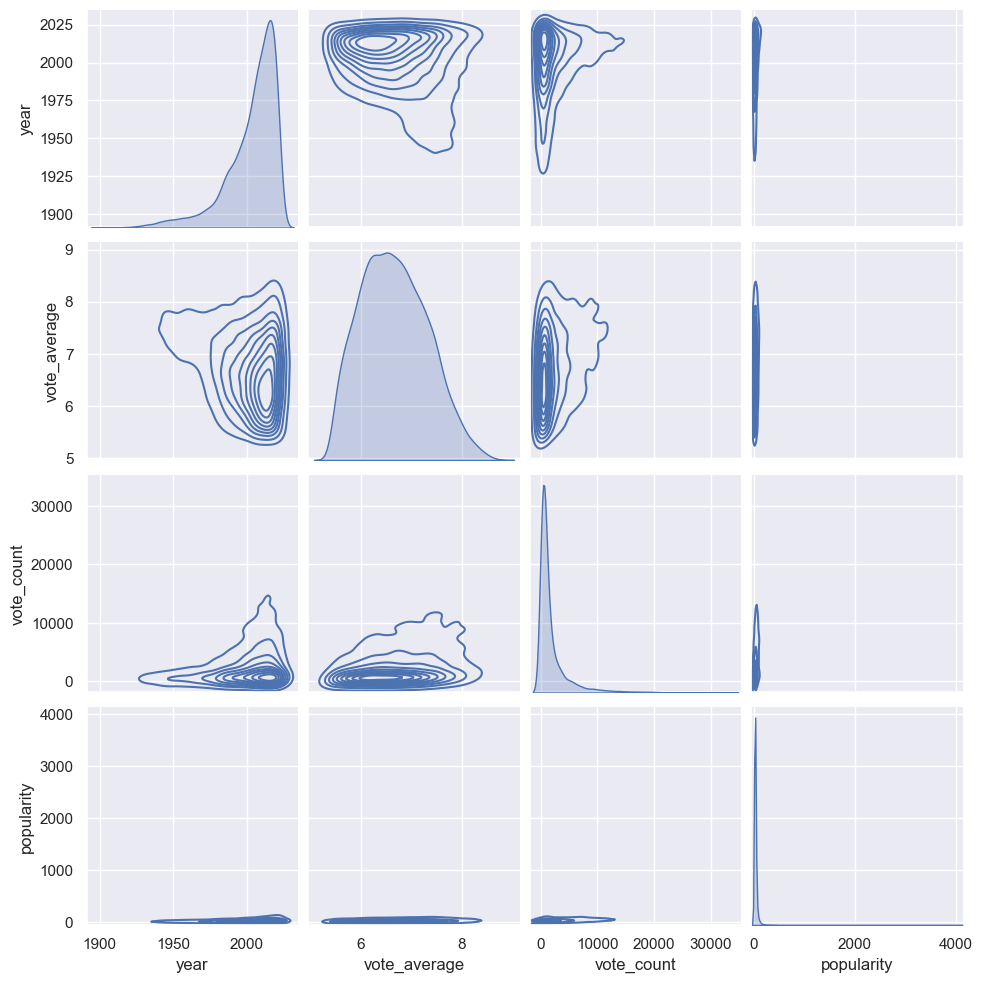 2025
2000
1975
1950
1925
1900
year
9
8
7
6
5
vote_average
30000
20000
10000
0
vote_count
4000
3000
2000
1000
0
popularity
1900 1950 2000
year
6 8
vote_average
0 10000 20000 30000
vote_count
0 2000 4000
popularity